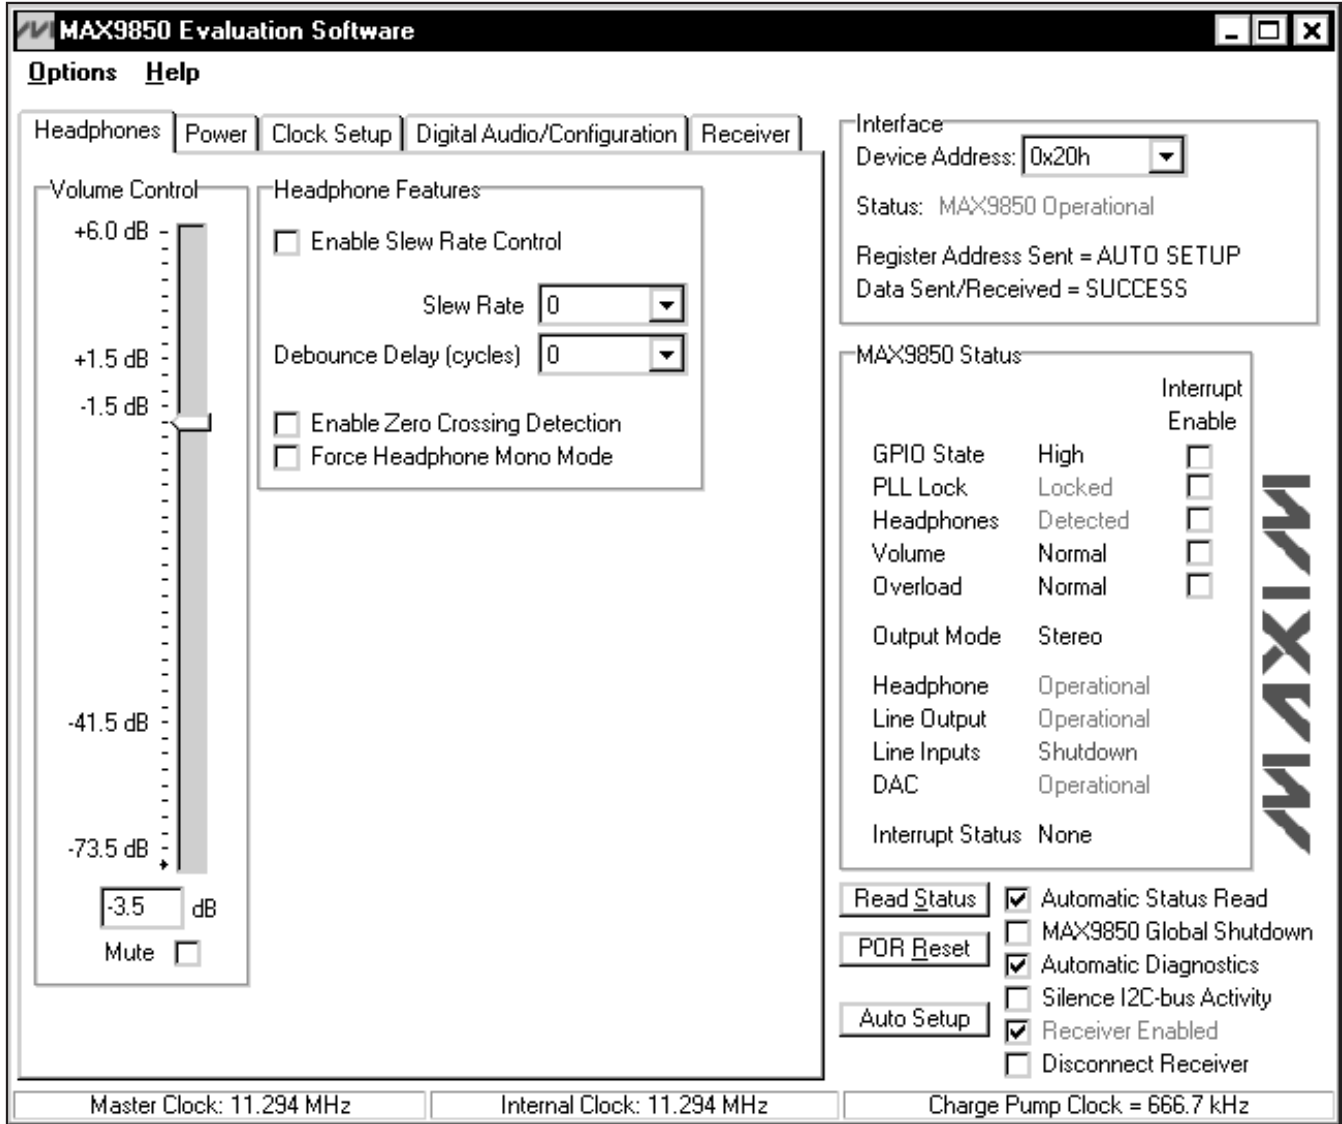 MAX9850 Evaluation Software
Options Help
Headphones Power Clock Setup Digital Audio/Configuration Receiver
Volume Control
+6.0 dB
+1.5 dB
-1.5 dB
-41.5 dB
-73.5 dB
-3.5 dB
Mute
Headphone Features
Enable Slew Rate Control
Slew Rate 0
Debounce Delay (cycles) 0
Enable Zero Crossing Detection
Force Headphone Mono Mode
Interface
Device Address: 0x20h
Status: MAX9850 Operational
Register Address Sent = AUTO SETUP
Data Sent/Received = SUCCESS
MAX9850 Status
Interrupt
Enable
GPIO State High
PLL Lock Locked
Headphones Detected
Volume Normal
Overload Normal
Output Mode Stereo
Headphone Operational
Line Output Operational
Line Inputs Shutdown
DAC Operational
Interrupt Status None
MAXIM
Read Status
POR Reset
Auto Setup
Automatic Status Read
MAX9850 Global Shutdown
Automatic Diagnostics
Silence I2C-bus Activity
Receiver Enabled
Disconnect Receiver
Master Clock: 11.294 MHz Internal Clock: 11.294 MHz Charge Pump Clock = 666.7 kHz